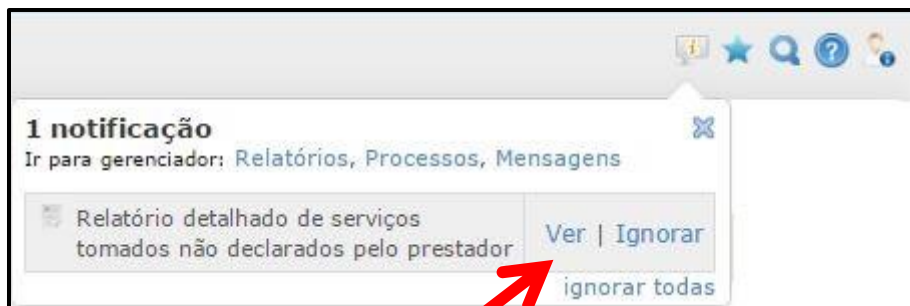 1 notificação
Ir para gerenciador: Relatórios, Processos, Mensagens
Relatório detalhado de serviços
tomados não declarados pelo prestador
Ver | Ignorar
ignorar todas